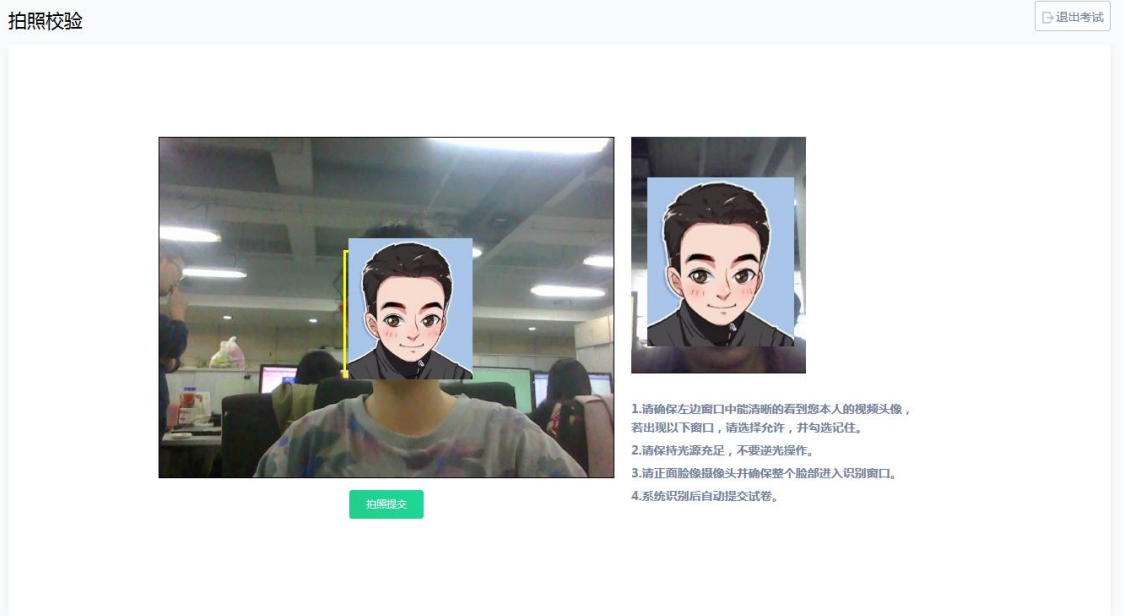 拍照校验
退出考试
1.请确保左边窗口中能清晰的看到您本人的视频头像，
若出现以下窗口，请选择允许，并勾选记住。
2.请保持光源充足，不要逆光操作。
3.请正面脸像摄像头并确保整个脸部进入识别窗口。
4.系统识别后自动提交试卷。
拍照提交